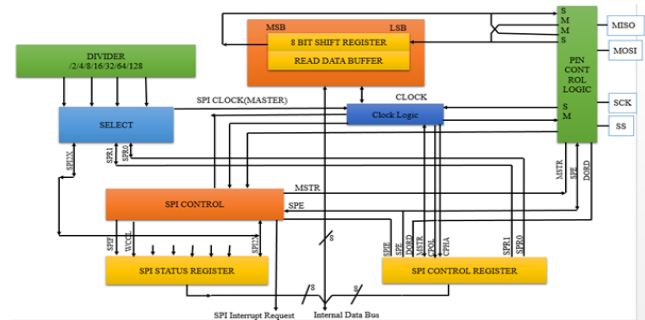 S
M
M
S
MISO
MOSI
MSB
LSB
8 BIT SHIFT REGISTER
READ DATA BUFFER
DIVIDER
/2/4/8/16/32/64/128
PIN
CONT
ROL
LOGIC
SPI CLOCK(MASTER)
CLOCK
Clock Logic
S
M
SCK
SS
SELECT
SPI2X
SPR1
SPR0
MSTR
SPE
DORD
SPI CONTROL
MSTR
SPE
SPIF
WCOL
SPI2X
SPIE
SPE
DORD
MSTR
CPOL
CPHA
SPR1
SPR0
8
SPI STATUS REGISTER
SPI CONTROL REGISTER
8
8
SPI Interrupt Request
Internal Data Bus